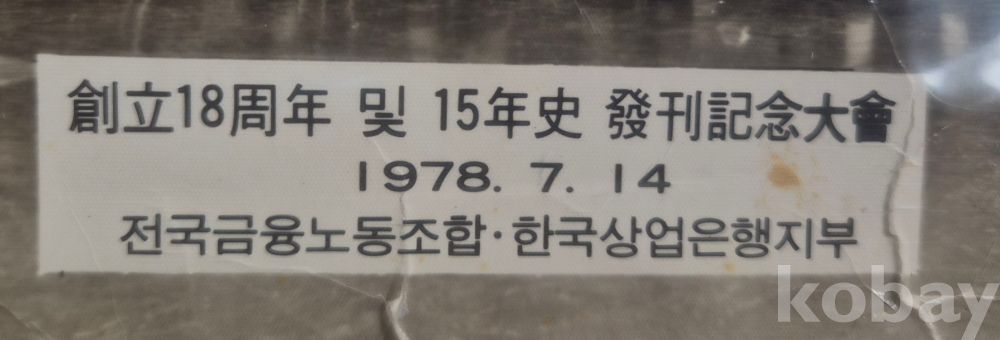 創立18周年 및 15年史 發刊記念大會
1978. 7. 14
전국금융노동조합·한국상업은행지부
kobay